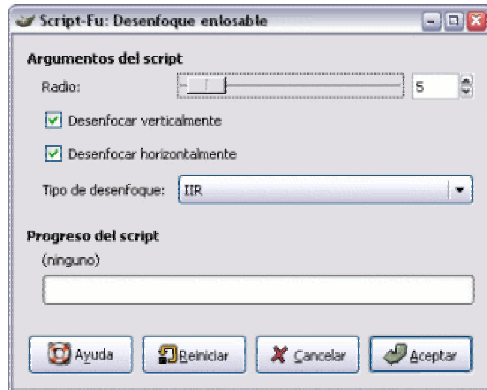 Script-Fu: Desenfoque enlosable
Argumentos del script
Radio: 5
Desenfocar verticalmente
Desenfocar horizontalmente
Tipo de desenfoque: IIR
Progreso del script
(ninguno)
Ayuda Reiniciar Cancelar Aceptar